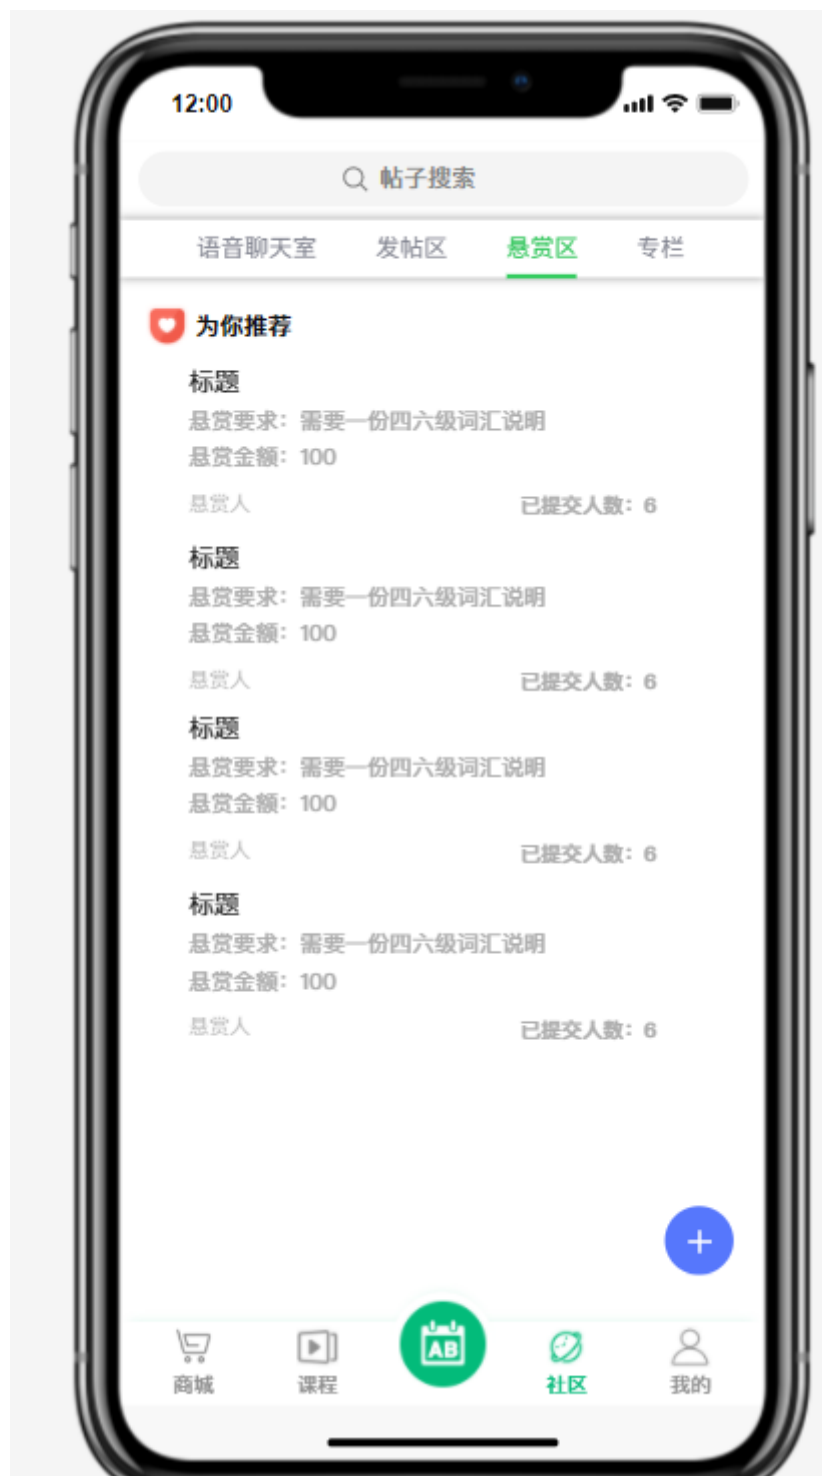 12:00
帖子搜索
语音聊天室 发帖区 悬赏区 专栏
为你推荐
标题
悬赏要求：需要一份四六级词汇说明
悬赏金额：100
悬赏人 已提交人数：6
标题
悬赏要求：需要一份四六级词汇说明
悬赏金额：100
悬赏人 已提交人数：6
标题
悬赏要求：需要一份四六级词汇说明
悬赏金额：100
悬赏人 已提交人数：6
标题
悬赏要求：需要一份四六级词汇说明
悬赏金额：100
悬赏人 已提交人数：6
AB
商城 课程 社区 我的